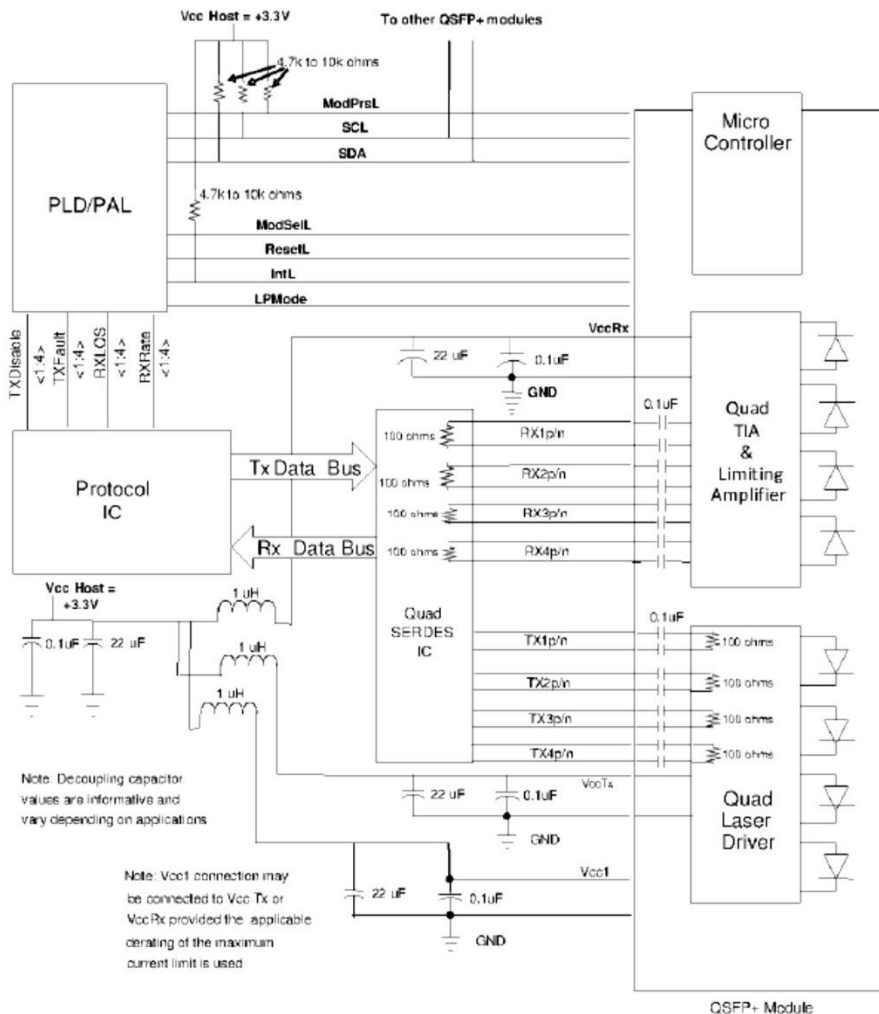 Vcc Host = +3.3V
To other QSFP+ modules
4.7k to 10k ohms
ModPrsL
SCL
SDA
Micro
Controller
PLD/PAL
4.7k to 10k ohms
ModSelL
ResetL
IntL
LPMode
TXDisable
<1:4>
TXFault
<1:4>
RXLOS
<1:4>
RXRate
<1:4>
VccRx
22 uF
0.1uF
GND
0.1uF
Quad
TIA
&
Limiting
Amplifier
100 ohms
RX1p/n
100 ohms
RX2p/n
100 ohms
RX3p/n
100 ohms
RX4p/n
Protocol
IC
Tx Data Bus
Rx Data Bus
Quad
SERDES
IC
Vcc Host =
+3.3V
0.1uF
22 uF
1 uH
1 uH
1 uH
0.1uF
TX1p/n
100 ohms
TX2p/n
100 ohms
TX3p/n
100 ohms
TX4p/n
100 ohms
VccTx
22 uF
0.1uF
GND
Quad
Laser
Driver
Note: Decoupling capacitor
values are informative and
vary depending on applications
Vcc1
22 uF
0.1uF
GND
Note: Vcc1 connection may
be connected to Vcc Tx or
VccRx provided the applicable
derating of the maximum
current limit is used
QSFP+ Module